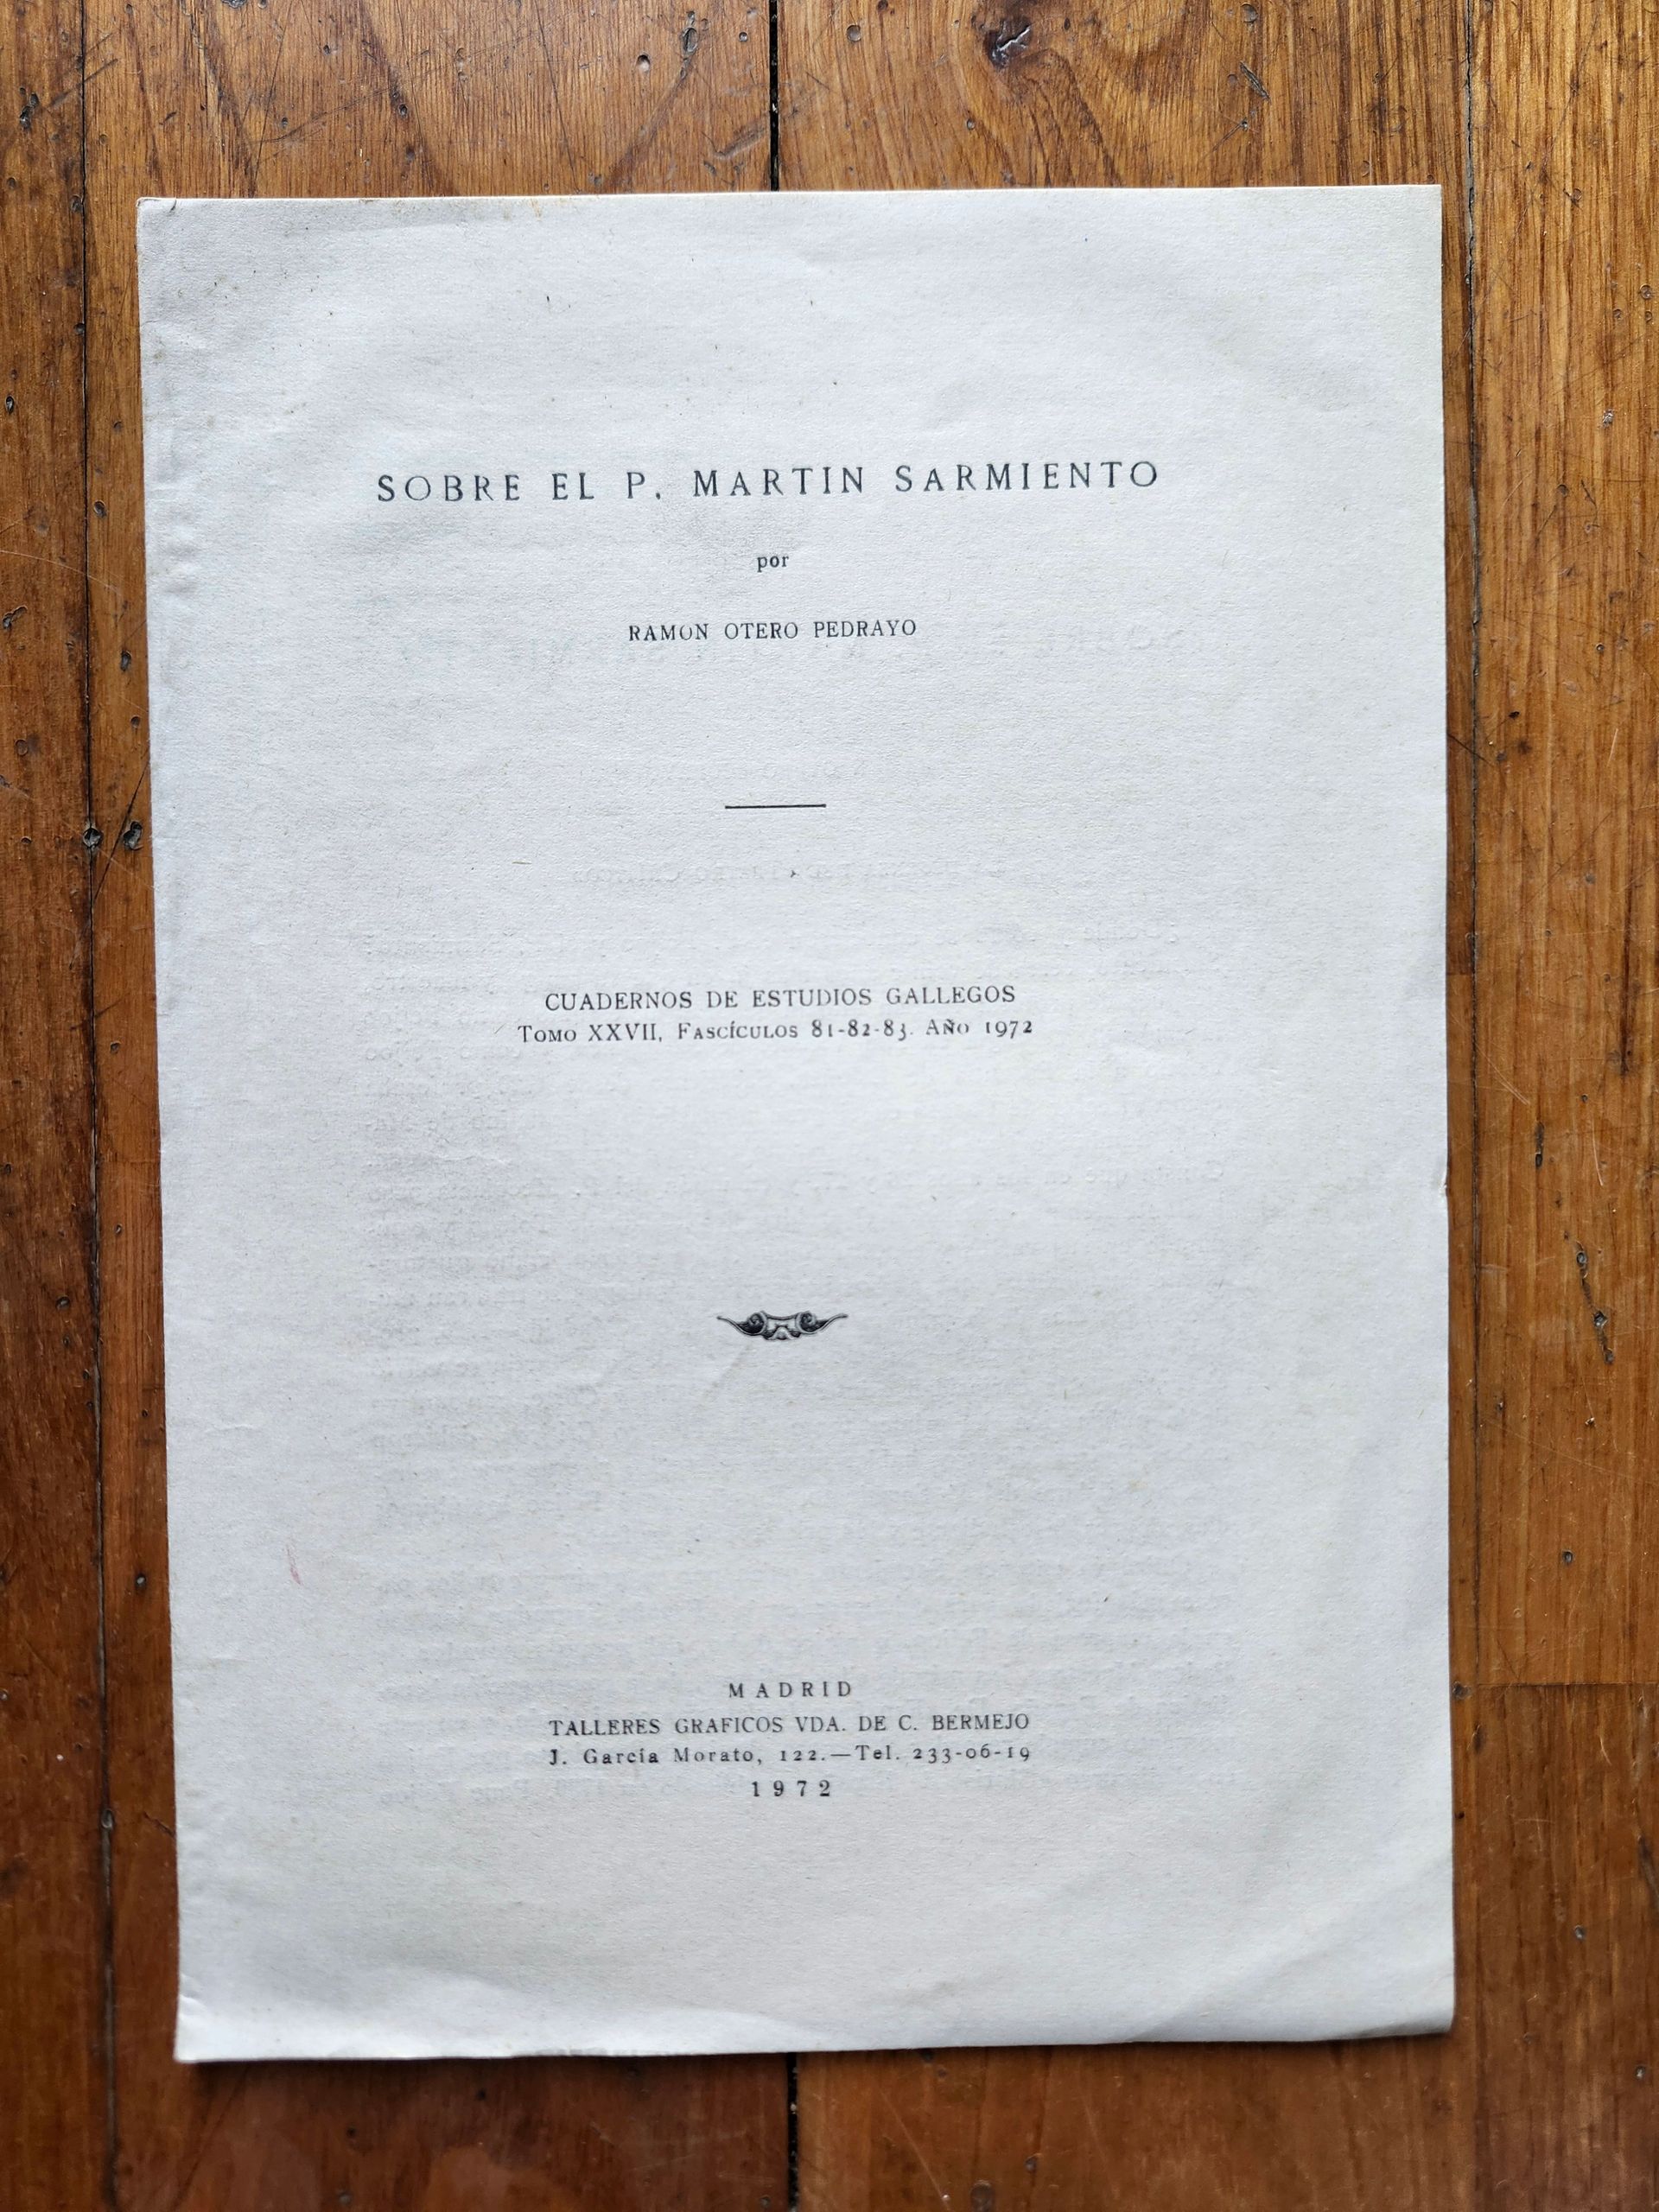 SOBRE EL P. MARTIN SARMIENTO
por
RAMON OTERO PEDRAYO
CUADERNOS DE ESTUDIOS GALLEGOS
TOMO XXVII, FASCÍCULOS 81-82-83. AÑO 1972
MADRID
TALLERES GRAFICOS VDA. DE C. BERMEJO
J. García Morato, 122.—Tel. 233-06-19
1972